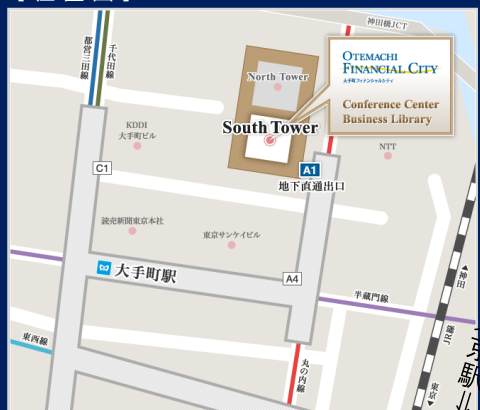 神田橋JCT
都営三田線
千代田線
OTEMACHI
FINANCIAL CITY
大手町フィナンシャルシティ
Conference Center
Business Library
North Tower
South Tower
KDDI
大手町ビル
NTT
C1
A1
地下直通出口
読売新聞東京本社
東京サンケイビル
大手町駅
A4
半蔵門線
神田
JR線
東西線
丸の内線
東京